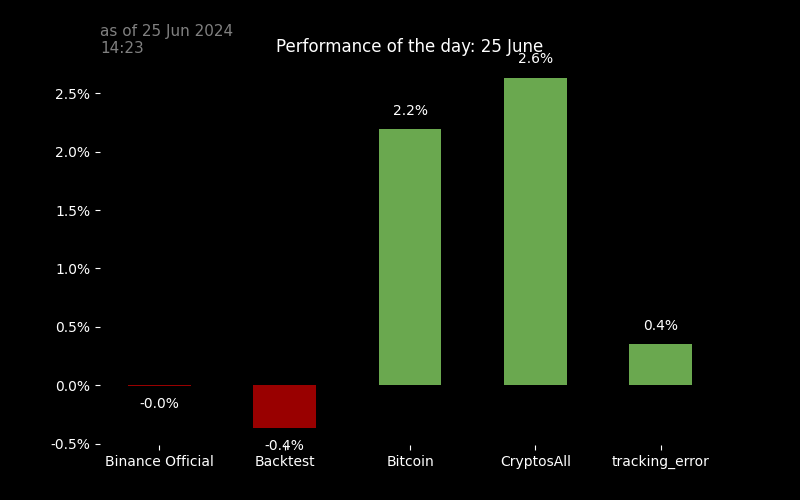 as of 25 Jun 2024
14:23
Performance of the day: 25 June
2.6%
2.5%
2.2%
2.0%
1.5%
1.0%
0.5%
0.4%
0.0%
-0.0%
-0.5%
-0.4%
Binance Official
Backtest
Bitcoin
CryptosAll
tracking_error